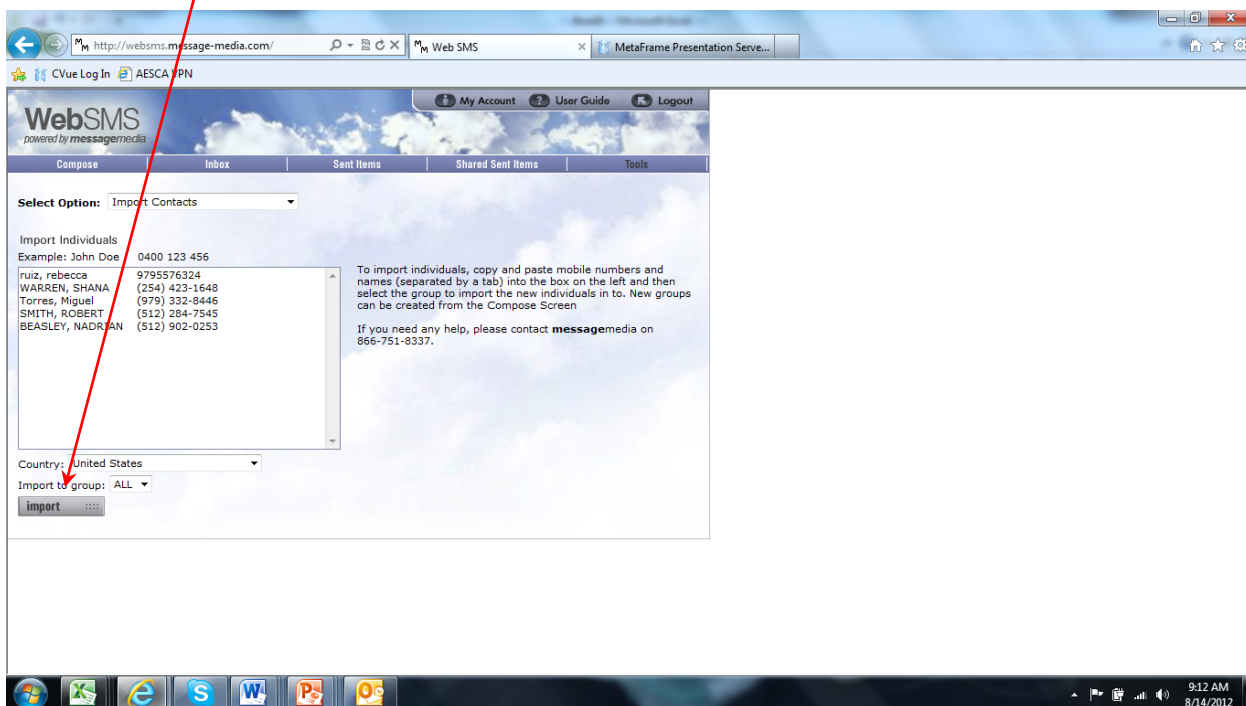 http://websms.message-media.com/
Web SMS
MetaFrame Presentation Serve...
CVue Log In
AESCA VPN
My Account
User Guide
Logout
WebSMS
powered by messagemedia
Compose
Inbox
Sent Items
Shared Sent Items
Tools
Select Option: Import Contacts
Import Individuals
Example: John Doe 0400 123 456
ruiz, rebecca 9795576324
WARREN, SHANA (254) 423-1648
Torres, Miguel (979) 332-8446
SMITH, ROBERT (512) 284-7545
BEASLEY, NADRIAN (512) 902-0253
To import individuals, copy and paste mobile numbers and
names (separated by a tab) into the box on the left and then
select the group to import the new individuals in to. New groups
can be created from the Compose Screen
If you need any help, please contact messagemedia on
866-751-8337.
Country: United States
Import to group: ALL
import
9:12 AM
8/14/2012